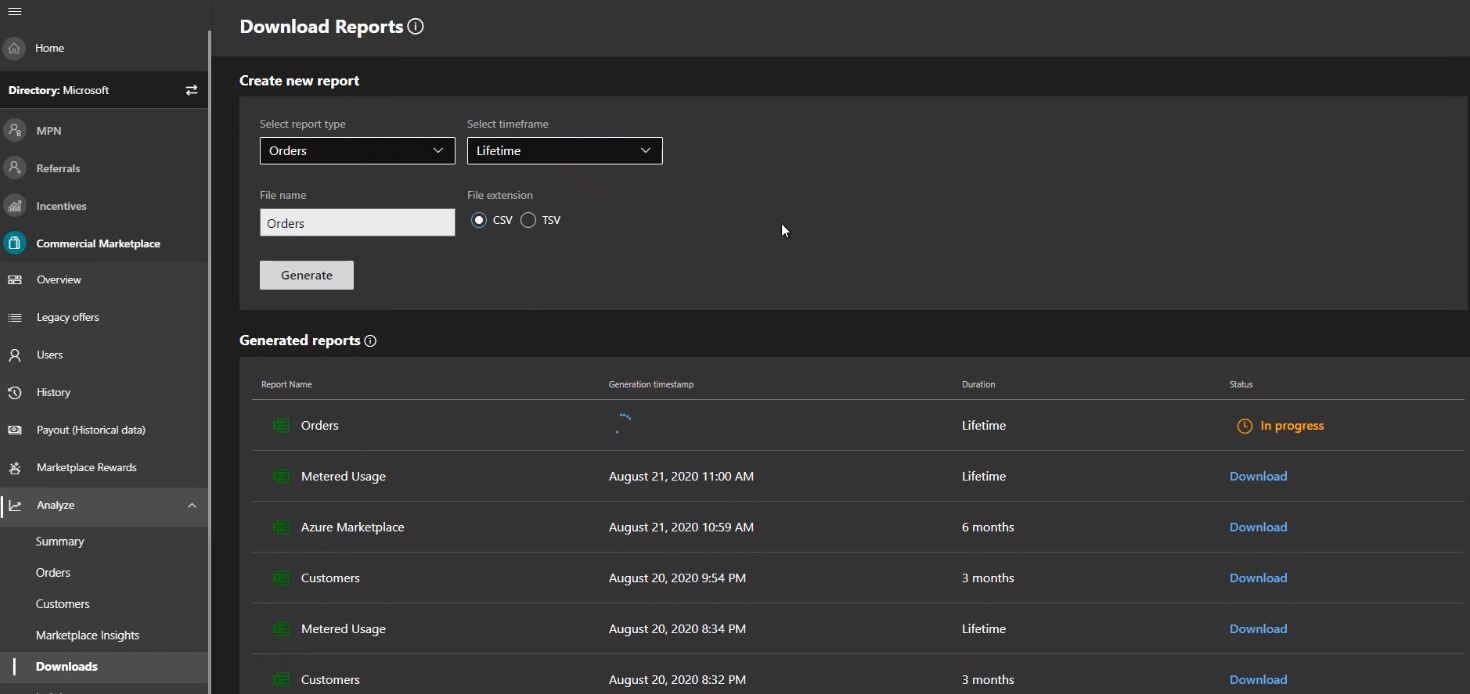 Home
Directory: Microsoft
MPN
Referrals
Incentives
Commercial Marketplace
Overview
Legacy offers
Users
History
Payout (Historical data)
Marketplace Rewards
Analyze
Summary
Orders
Customers
Marketplace Insights
Downloads
Download Reports
Create new report
Select report type Select timeframe
Orders Lifetime
File name File extension
Orders CSV TSV
Generate
Generated reports
Report Name Generation timestamp Duration Status
Orders Lifetime In progress
Metered Usage August 21, 2020 11:00 AM Lifetime Download
Azure Marketplace August 21, 2020 10:59 AM 6 months Download
Customers August 20, 2020 9:54 PM 3 months Download
Metered Usage August 20, 2020 8:34 PM Lifetime Download
Customers August 20, 2020 8:32 PM 3 months Download